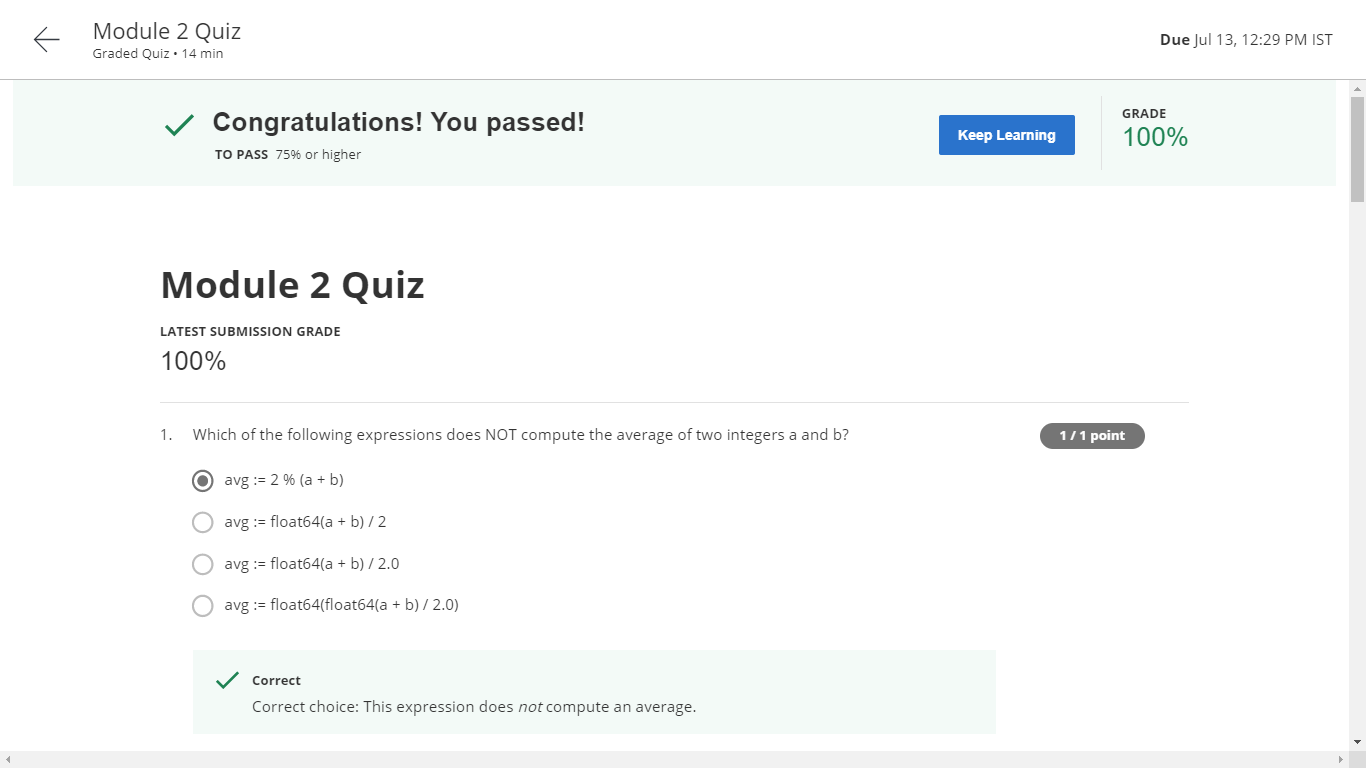 Module 2 Quiz
Graded Quiz • 14 min
Due Jul 13, 12:29 PM IST
Congratulations! You passed!
TO PASS 75% or higher
Keep Learning
GRADE
100%
Module 2 Quiz
LATEST SUBMISSION GRADE
100%
1. Which of the following expressions does NOT compute the average of two integers a and b?
1 / 1 point
avg := 2 % (a + b)
avg := float64(a + b) / 2
avg := float64(a + b) / 2.0
avg := float64(float64(a + b) / 2.0)
Correct
Correct choice: This expression does not compute an average.